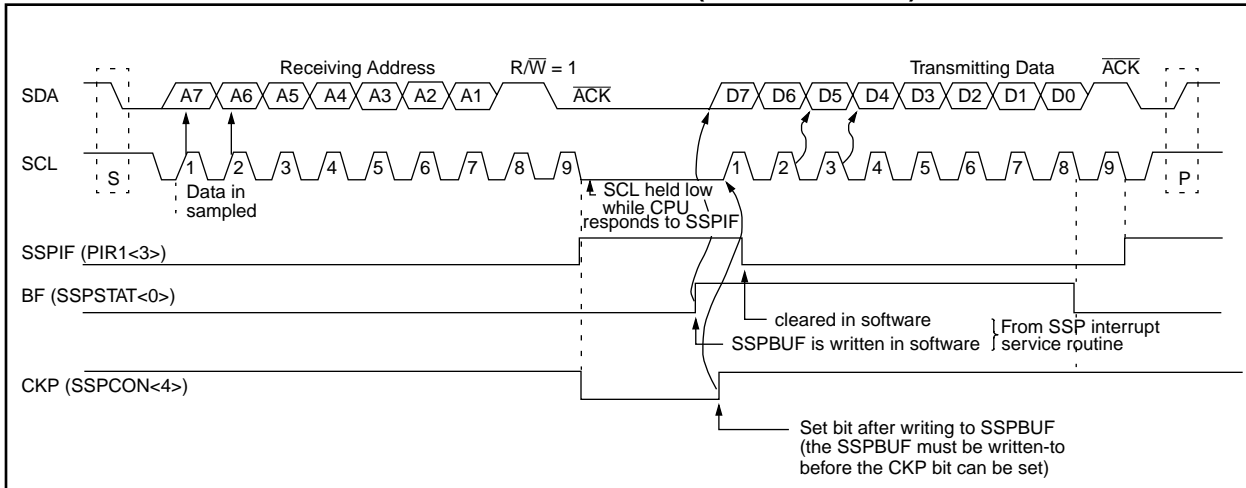 Receiving Address R/W = 1 Transmitting Data ACK
SDA A7 A6 A5 A4 A3 A2 A1 ACK D7 D6 D5 D4 D3 D2 D1 D0
SCL S 1 2 3 4 5 6 7 8 9 1 2 3 4 5 6 7 8 9 P
Data in
sampled
SCL held low
while CPU
responds to SSPIF
SSPIF (PIR1<3>)
BF (SSPSTAT<0>)
cleared in software
SSPBUF is written in software
From SSP interrupt
service routine
CKP (SSPCON<4>)
Set bit after writing to SSPBUF
(the SSPBUF must be written-to
before the CKP bit can be set)